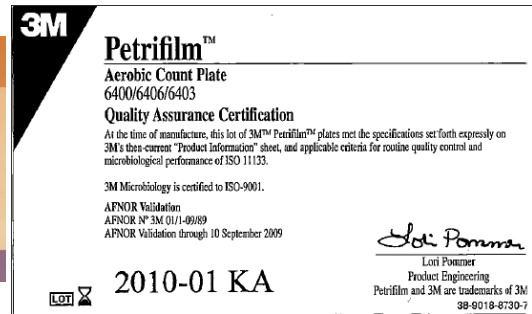 3M
Petrifilm™
Aerobic Count Plate
6400/6406/6403
Quality Assurance Certification
At the time of manufacture, this lot of 3M™ Petrifilm™ plates met the specifications set forth expressly on
3M's then-current "Product Information" sheet, and applicable criteria for routine quality control and
microbiological performance of ISO 11133.
3M Microbiology is certified to ISO-9001.
AFNOR Validation
AFNOR Nº 3M 01/1-09/89
AFNOR Validation through 10 September 2009
Lori Pommer
Lori Pommer
Product Engineering
Petrifilm and 3M are trademarks of 3M
38-9018-8730-7
LOT 2010-01 KA